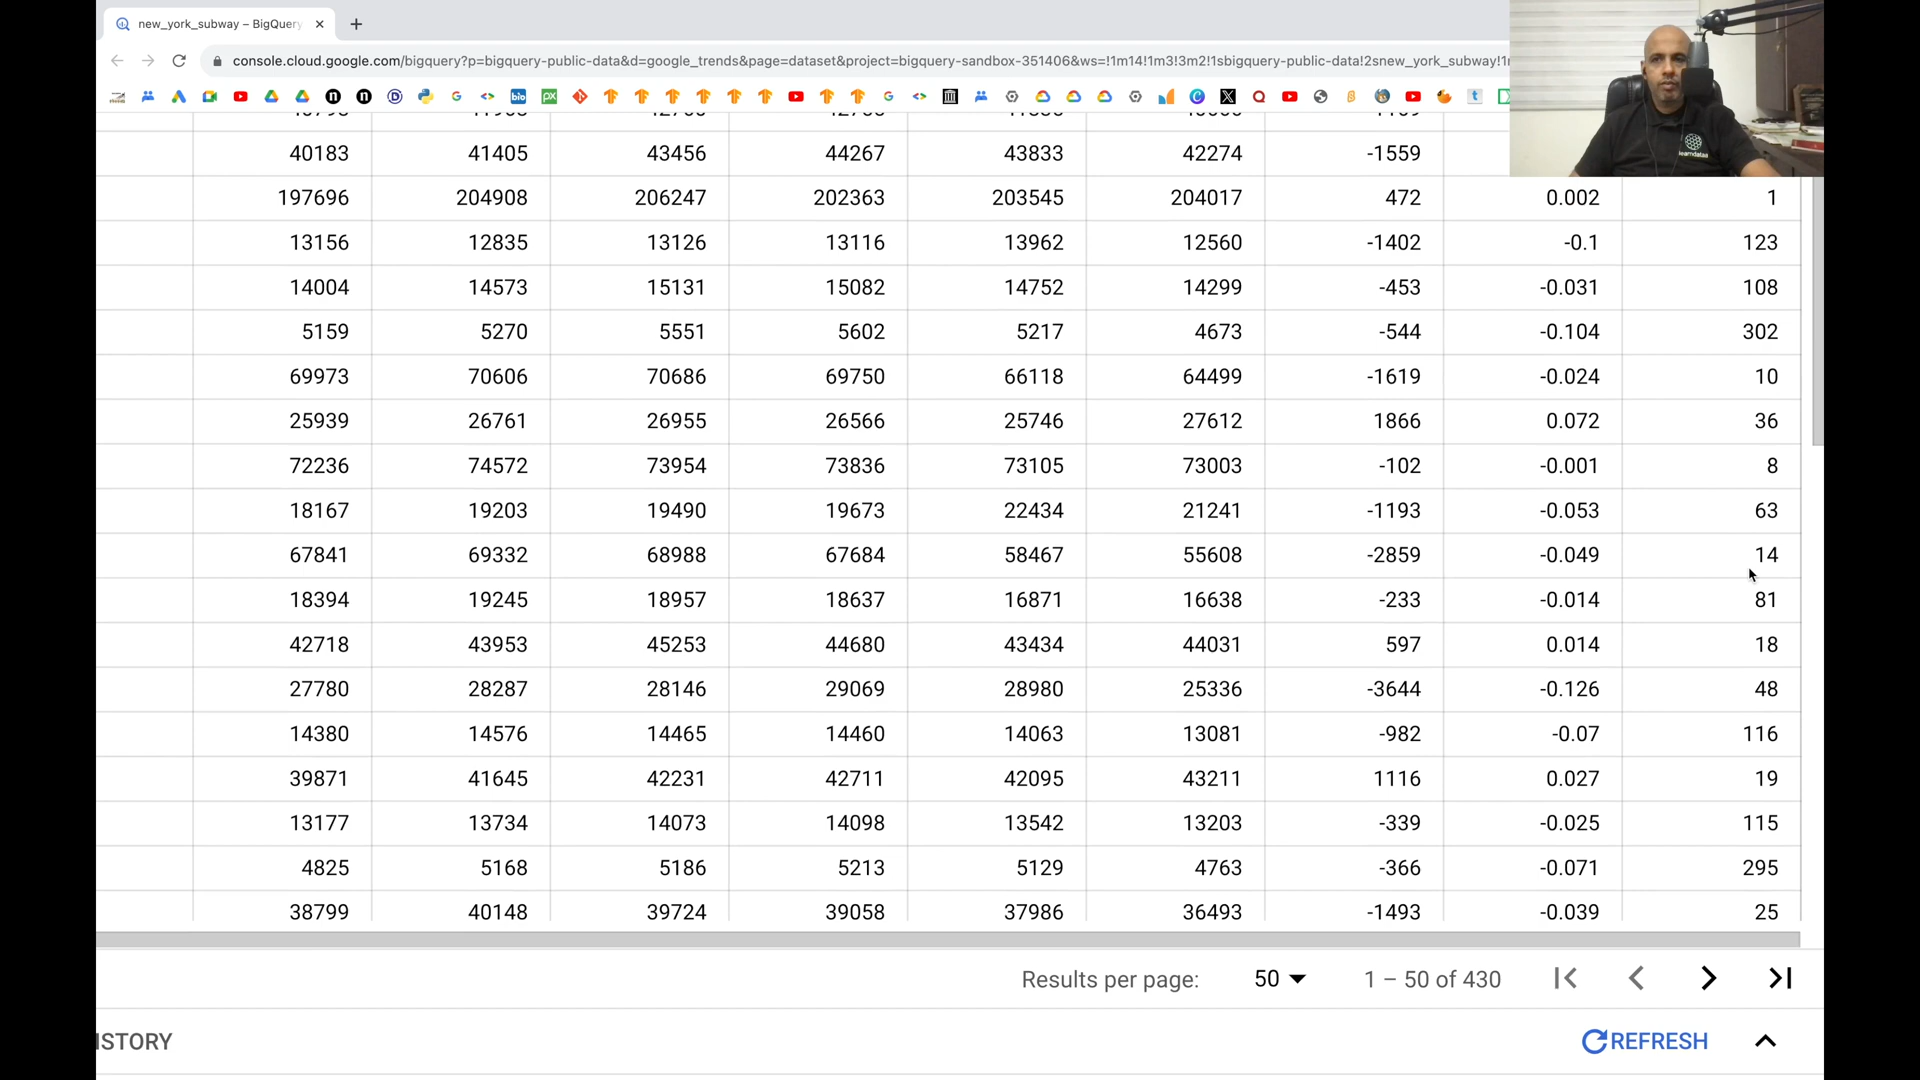 new_york_subway – BigQuery
console.cloud.google.com/bigquery?p=bigquery-public-data&d=google_trends&page=dataset&project=bigquery-sandbox-351406&ws=!1m14!1m3!3m2!1sbigquery-public-data!2snew_york_subway!1
40183 41405 43456 44267 43833 42274 -1559
197696 204908 206247 202363 203545 204017 472 0.002 1
13156 12835 13126 13116 13962 12560 -1402 -0.1 123
14004 14573 15131 15082 14752 14299 -453 -0.031 108
5159 5270 5551 5602 5217 4673 -544 -0.104 302
69973 70606 70686 69750 66118 64499 -1619 -0.024 10
25939 26761 26955 26566 25746 27612 1866 0.072 36
72236 74572 73954 73836 73105 73003 -102 -0.001 8
18167 19203 19490 19673 22434 21241 -1193 -0.053 63
67841 69332 68988 67684 58467 55608 -2859 -0.049 14
18394 19245 18957 18637 16871 16638 -233 -0.014 81
42718 43953 45253 44680 43434 44031 597 0.014 18
27780 28287 28146 29069 28980 25336 -3644 -0.126 48
14380 14576 14465 14460 14063 13081 -982 -0.07 116
39871 41645 42231 42711 42095 43211 1116 0.027 19
13177 13734 14073 14098 13542 13203 -339 -0.025 115
4825 5168 5186 5213 5129 4763 -366 -0.071 295
38799 40148 39724 39058 37986 36493 -1493 -0.039 25
Results per page: 50 1 – 50 of 430
ISTORY
REFRESH